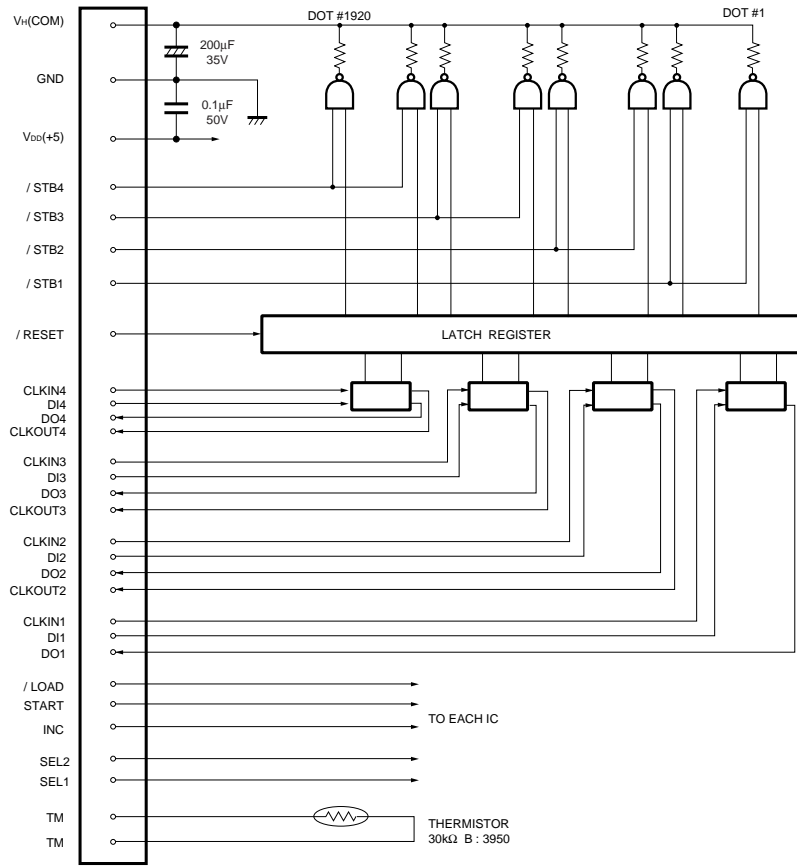 DOT #1920
DOT #1
VH(COM)
200µF
35V
GND
0.1µF
50V
VDD(+5)
/ STB4
/ STB3
/ STB2
/ STB1
/ RESET
LATCH REGISTER
CLKIN4
DI4
DO4
CLKOUT4
CLKIN3
DI3
DO3
CLKOUT3
CLKIN2
DI2
DO2
CLKOUT2
CLKIN1
DI1
DO1
/ LOAD
START
INC
TO EACH IC
SEL2
SEL1
TM
TM
THERMISTOR
30kΩ B : 3950